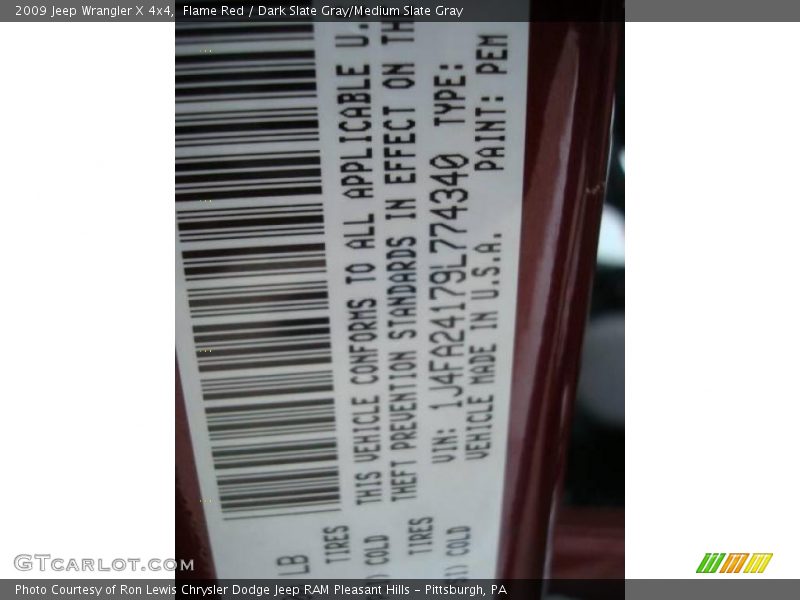 2009 Jeep Wrangler X 4x4, Flame Red / Dark Slate Gray/Medium Slate Gray
THIS VEHICLE CONFORMS TO ALL APPLICABLE U.
THEFT PREVENTION STANDARDS IN EFFECT ON TH
VIN: 1J4FA24179L774340 TYPE:
VEHICLE MADE IN U.S.A. PAINT: PEM
LB
TIRES
COLD
TIRES
COLD
GTCarLot.com
Photo Courtesy of Ron Lewis Chrysler Dodge Jeep RAM Pleasant Hills - Pittsburgh, PA